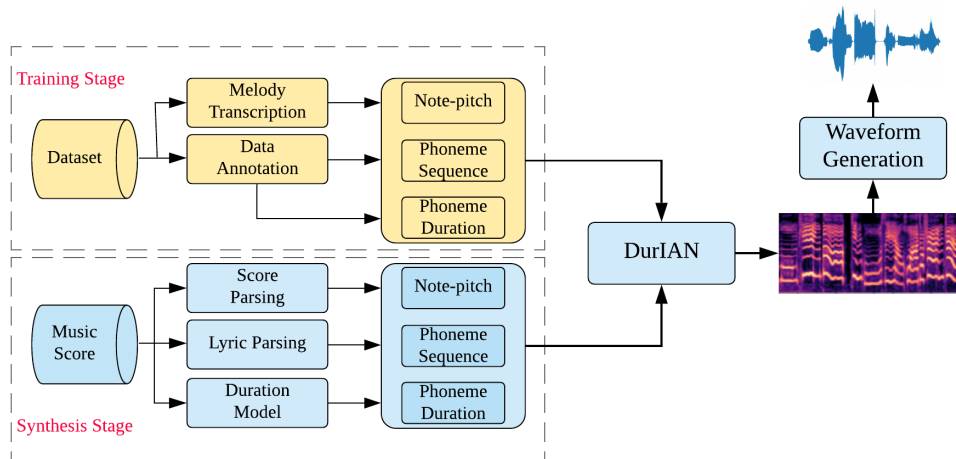 Training Stage
Dataset
Melody
Transcription
Data
Annotation
Note-pitch
Phoneme
Sequence
Phoneme
Duration
Music
Score
Score
Parsing
Lyric Parsing
Duration
Model
Note-pitch
Phoneme
Sequence
Phoneme
Duration
Synthesis Stage
DurIAN
Waveform
Generation